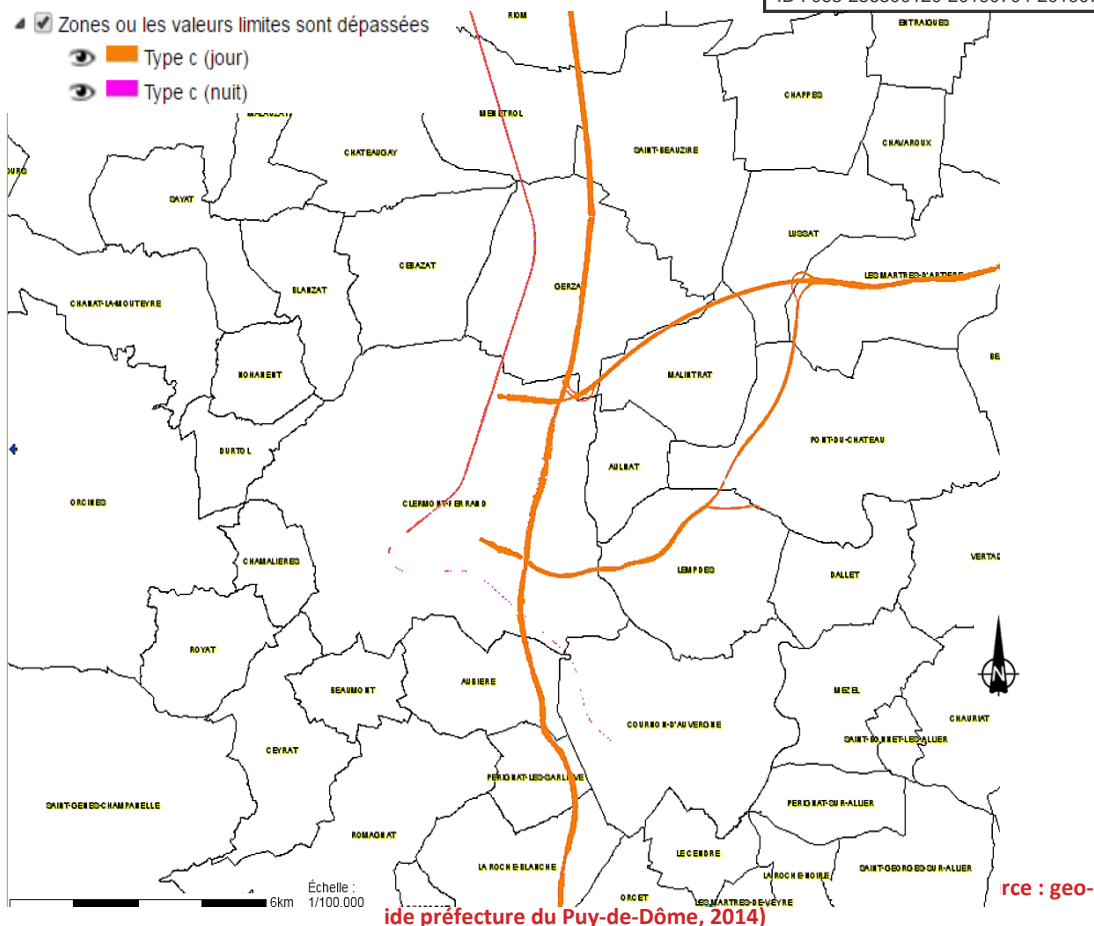 Zones ou les valeurs limites sont dépassées
Type c (jour)
Type c (nuit)
RIOM
ENTRAIGUES
CHAPPES
MENETROL
CHAVAROUX
SAINT-BEAUZIRE
CHATEAUGAY
SAYAT
LUSSAT
CEBAZAT
LES MARTRES-D'ARTIERE
BLANZAT
GERZA
CHANAT-LA-MOUTEYRE
NOHANENT
MALINTRAT
PONT-DU-CHATEAU
DURTOL
AULNAT
ORCINES
CLERMONT-FERRAND
CHAMALIERES
LEMPDES
DALLET
VERTAI
ROYAT
AUBIERE
BEAUMONT
MEZEL
CHAURIAT
COURNON-D'AUVERGNE
SAINT-BONNET-LES-ALLIER
CEYRAT
PERIGNAT-LES-SARLIEVE
SAINT-GENES-CHAMPANELLE
PERIGNAT-SUR-ALLIER
ROMAGNAT
LE CENDRE
LA ROCHE-BLANCHE
LA ROCHE-NOIRE
SAINT-GEORGES-SUR-ALLIER
ORCET
LES MARTRES-DE-VEYRE
N
6km
Échelle :
1/100.000
rce : geo-
ide préfecture du Puy-de-Dôme, 2014)